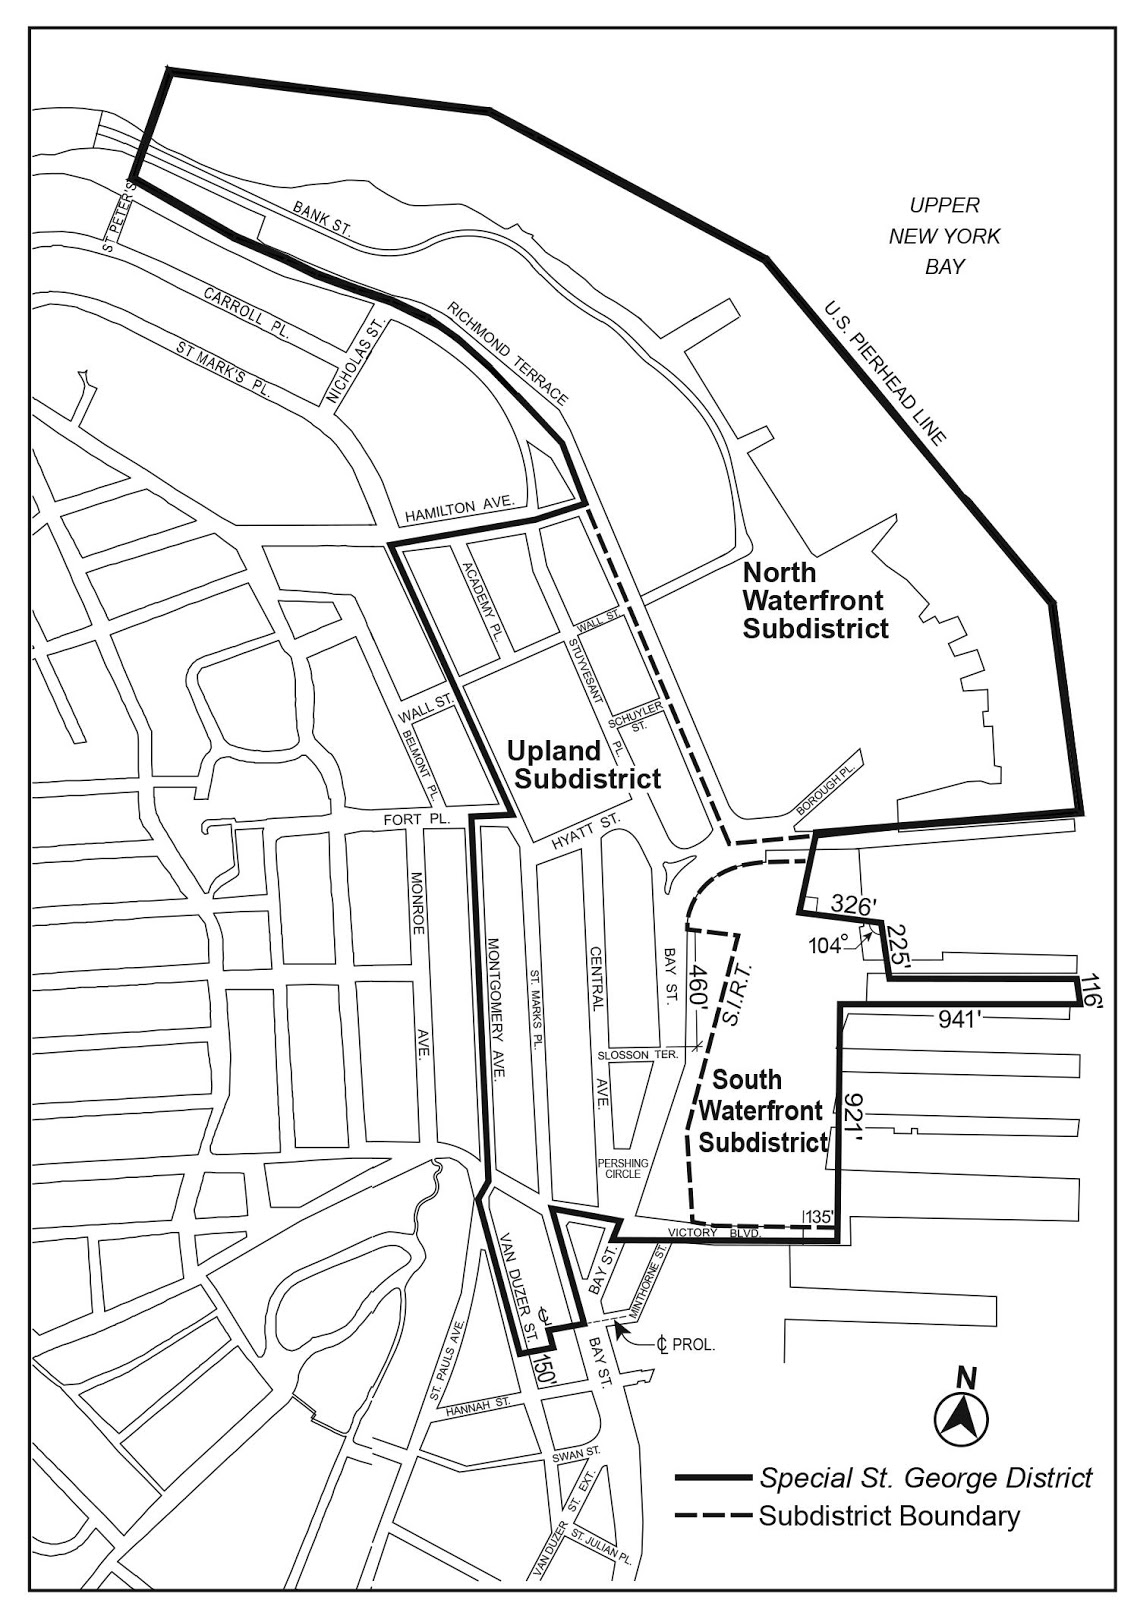 UPPER
NEW YORK
BAY
ST PETER'S
BANK ST.
CARROLL PL.
ST MARK'S PL.
NICHOLAS ST.
RICHMOND TERRACE
U.S. PIERHEAD LINE
HAMILTON AVE.
ACADEMY PL.
WALL ST.
STUYVESANT
PL.
SCHUYLER
ST.
WALL ST.
BELMONT PL.
North
Waterfront
Subdistrict
Upland
Subdistrict
BOROUGH PL.
FORT PL.
HYATT ST.
MONROE
AVE.
MONTGOMERY AVE.
ST. MARKS PL.
CENTRAL
AVE.
BAY ST.
460'
S.I.R.T.
326'
104°
225'
116'
941'
921'
SLOSSON TER.
South
Waterfront
Subdistrict
PERSHING
CIRCLE
135'
VICTORY BLVD.
VAN DUZER ST.
BAY ST.
MINTHORNE ST.
℄
℄ PROL.
150'
BAY ST.
ST. PAULS AVE.
HANNAH ST.
SWAN ST.
VAN DUZER ST. EXT.
ST. JULIAN PL.
N
Special St. George District
Subdistrict Boundary